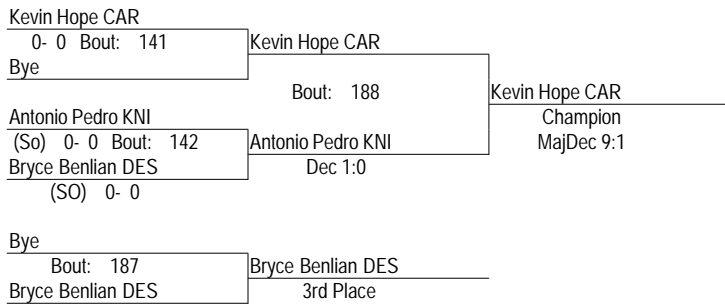 Kevin Hope CAR
0- 0 Bout: 141
Kevin Hope CAR
Bye
Bout: 188
Kevin Hope CAR
Antonio Pedro KNI
Champion
(So) 0- 0 Bout: 142
Antonio Pedro KNI
MajDec 9:1
Bryce Benlian DES
Dec 1:0
(SO) 0- 0
Bye
Bout: 187
Bryce Benlian DES
Bryce Benlian DES
3rd Place